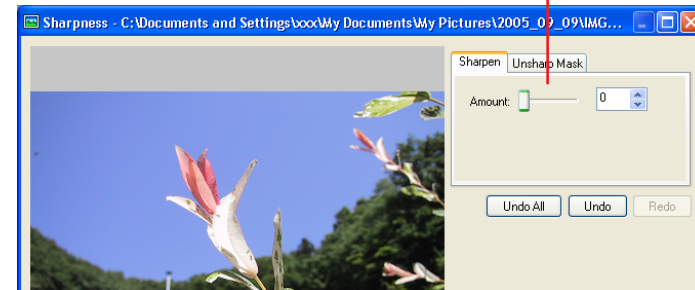 Sharpness - C:\Documents and Settings\xxx\My Documents\My Pictures\2005_09_09\IMG...
Sharpen Unsharp Mask
Amount: 0
Undo All Undo Redo